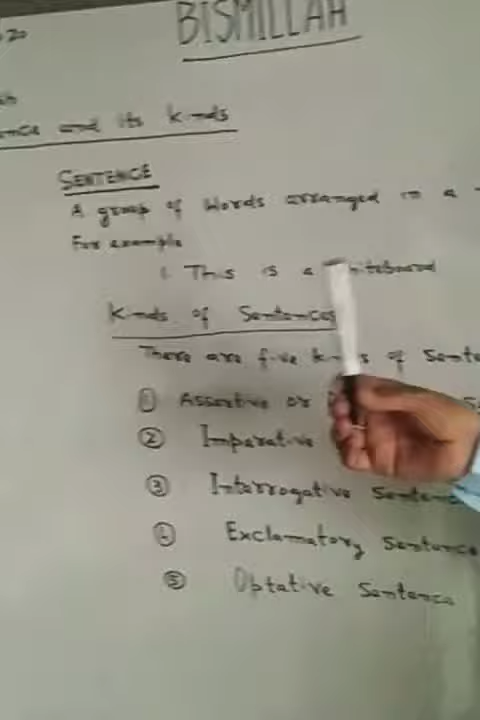 BISMILLAH
and its kinds
SENTENCE
A group of words arranged in a
For example
1. This is a
Kinds of Sentences
There are five of
① Assertive or
② Imperative
③ Interrogative Sentence
④ Exclamatory Sentence
⑤ Optative Sentence